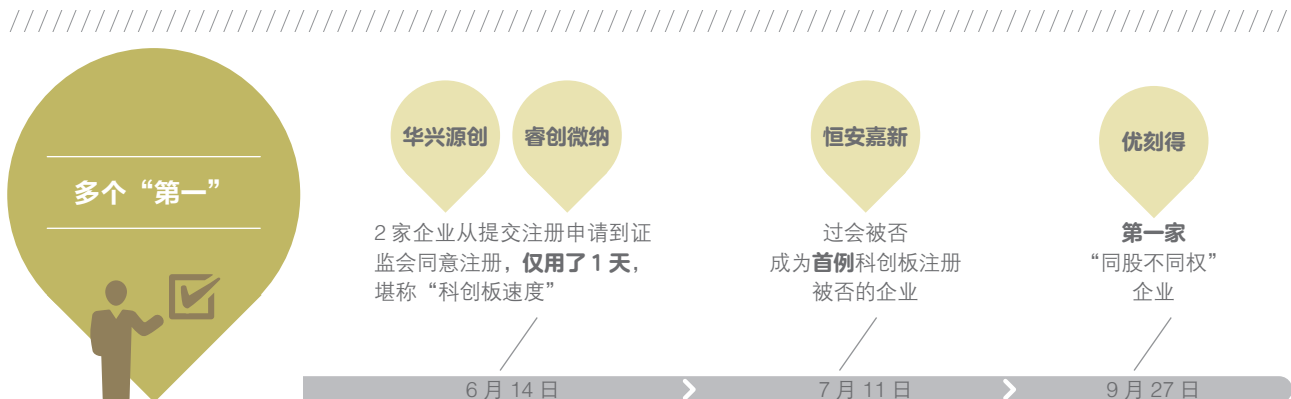 多个“第一”
华兴源创
睿创微纳
2 家企业从提交注册申请到证
监会同意注册，仅用了 1 天，
堪称“科创板速度”
6 月 14 日
恒安嘉新
过会被否
成为首例科创板注册
被否的企业
7 月 11 日
优刻得
第一家
“同股不同权”
企业
9 月 27 日